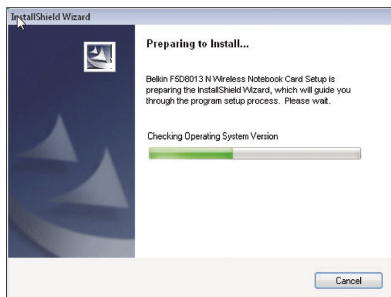 InstallShield Wizard
Preparing to Install...
Belkin F5D8013 N Wireless Notebook Card Setup is
preparing the InstallShield Wizard, which will guide you
through the program setup process. Please wait.
Checking Operating System Version
Cancel